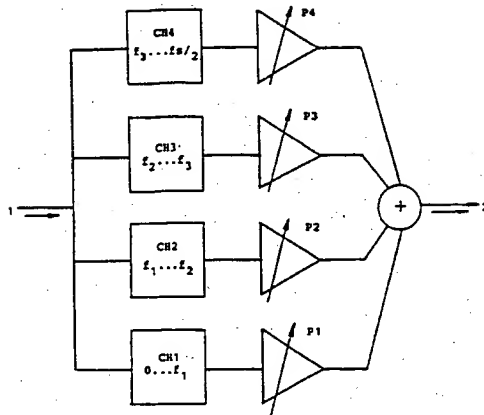 CH4
f3...fs/2
P4
CH3
f2...f3
P3
1
+
2
CH2
f1...f2
P2
CH1
0...f1
P1